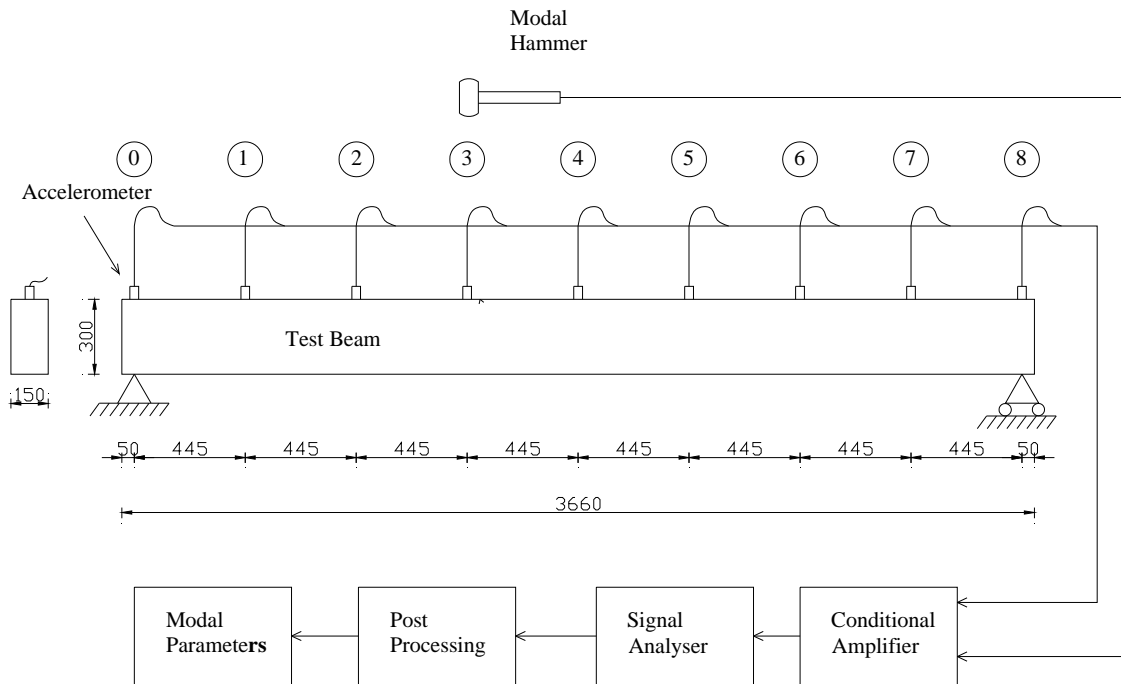 Modal
Hammer
0 1 2 3 4 5 6 7 8
Accelerometer
Test Beam
300
150
50 445 445 445 445 445 445 445 445 50
3660
Modal
Parameters
Post
Processing
Signal
Analyser
Conditional
Amplifier